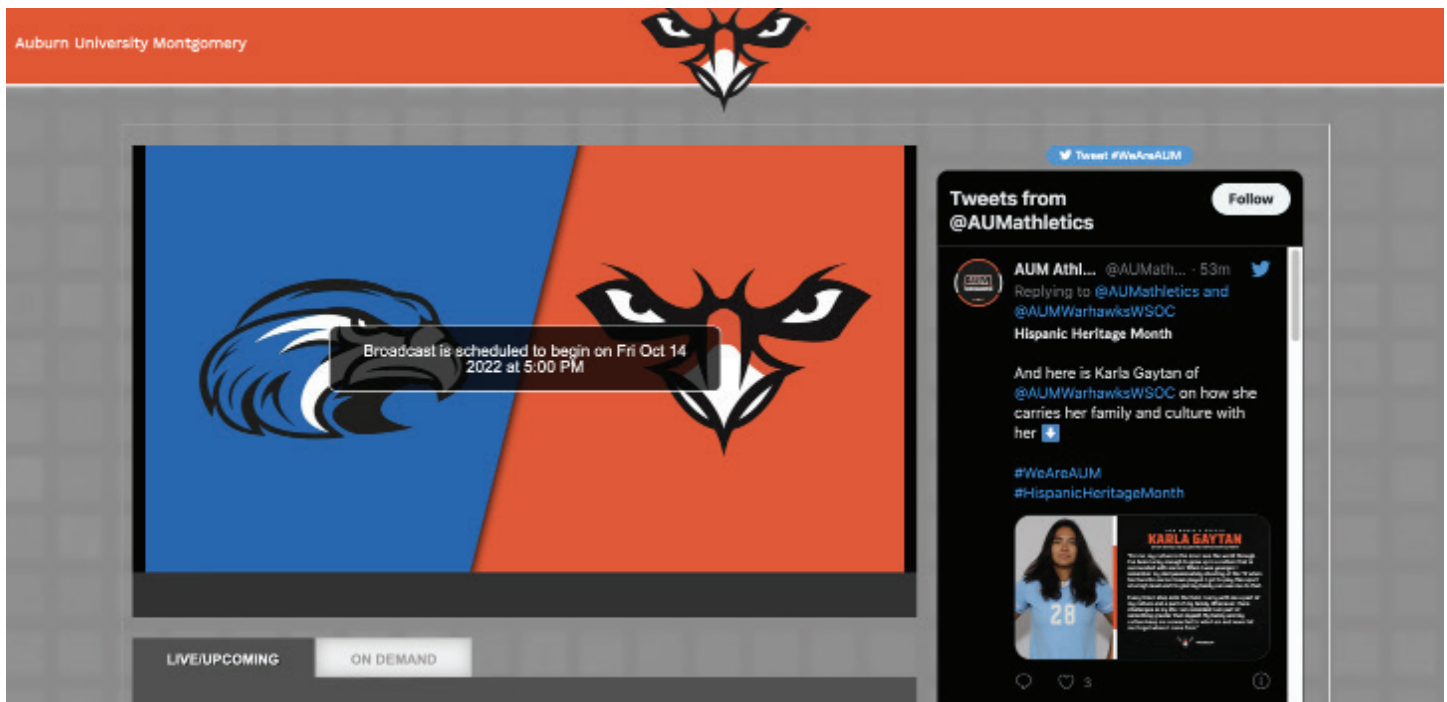 Auburn University Montgomery
Broadcast is scheduled to begin on Fri Oct 14
2022 at 5:00 PM
LIVE/UPCOMING
ON DEMAND
Tweet #WeAreAUM
Tweets from
@AUMathletics
Follow
AUM Athl... @AUMath... · 53m
Replying to @AUMathletics and
@AUMWarhawksWSOC
Hispanic Heritage Month
And here is Karla Gaytan of
@AUMWarhawksWSOC on how she
carries her family and culture with
her
#WeAreAUM
#HispanicHeritageMonth
28
KARLA GAYTAN
3